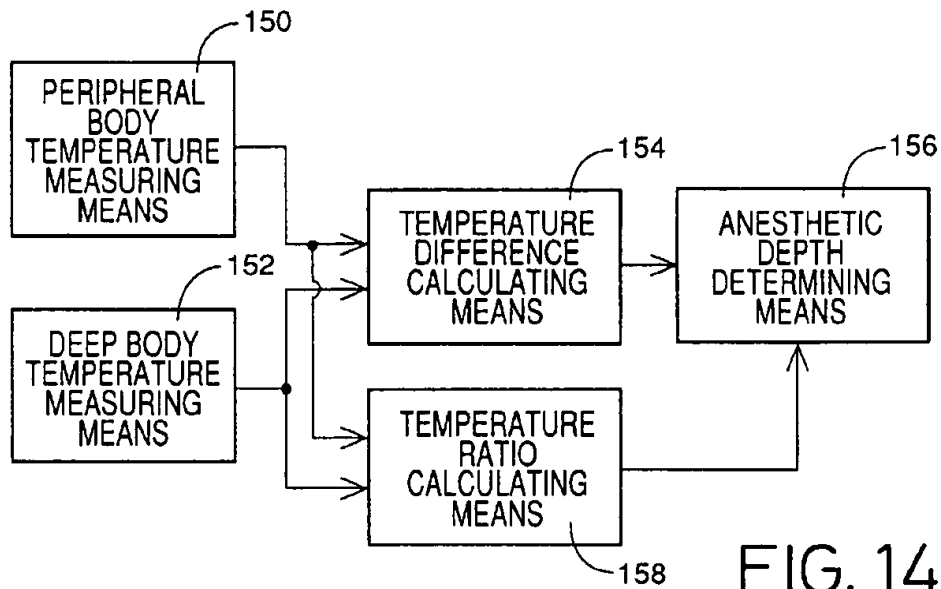 150
PERIPHERAL
BODY
TEMPERATURE
MEASURING
MEANS
152
DEEP BODY
TEMPERATURE
MEASURING
MEANS
154
TEMPERATURE
DIFFERENCE
CALCULATING
MEANS
156
ANESTHETIC
DEPTH
DETERMINING
MEANS
TEMPERATURE
RATIO
CALCULATING
MEANS
158
FIG. 14